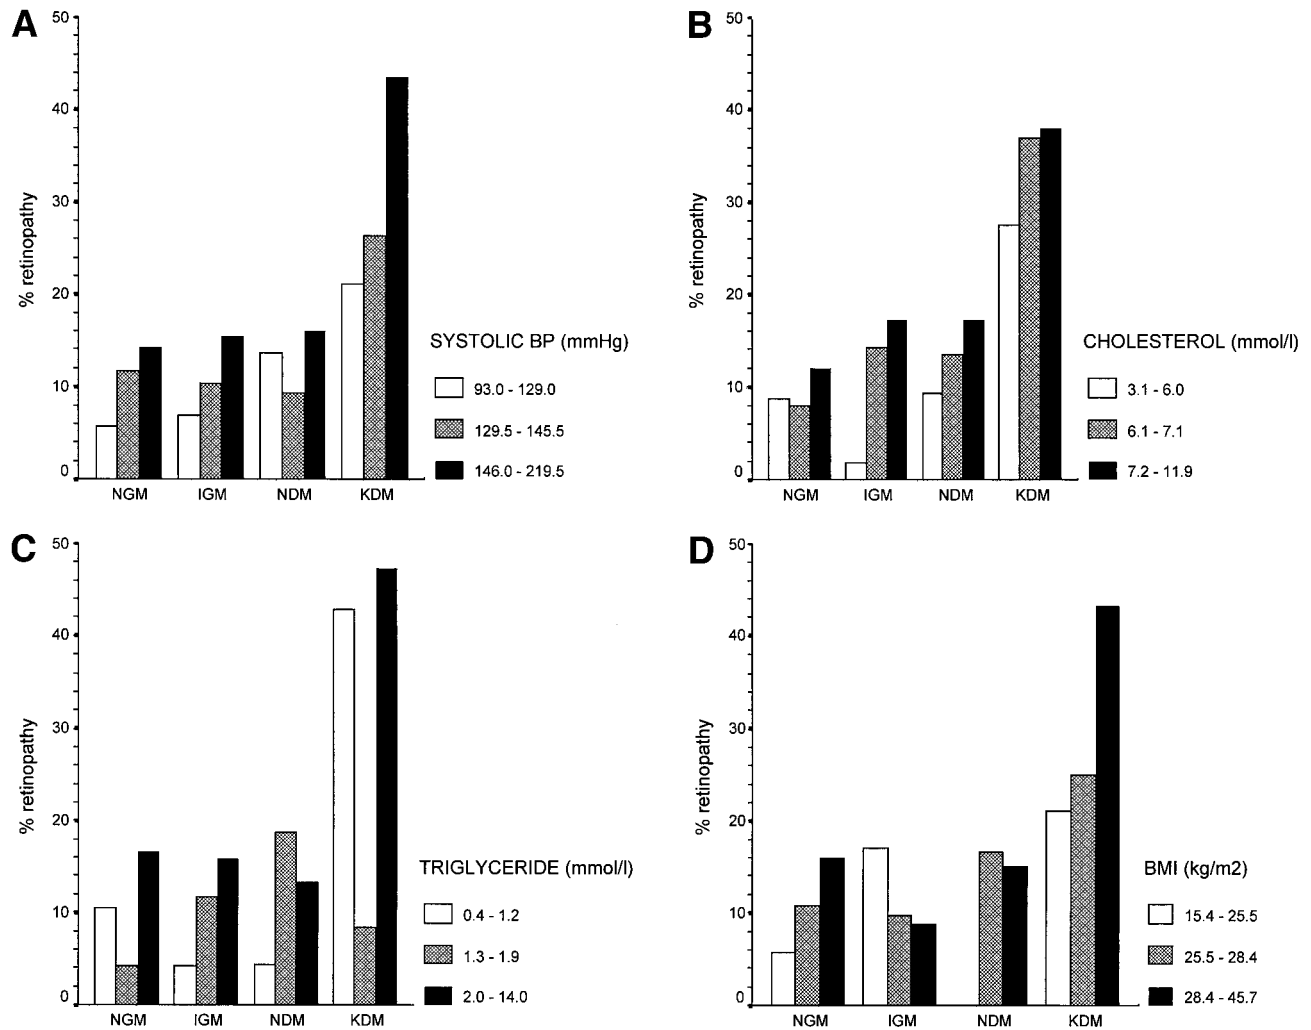 A
50
40
30
20
10
0
% retinopathy
NGM IGM NDM KDM
SYSTOLIC BP (mmHg)
93.0 - 129.0
129.5 - 145.5
146.0 - 219.5
B
50
40
30
20
10
0
% retinopathy
NGM IGM NDM KDM
CHOLESTEROL (mmol/l)
3.1 - 6.0
6.1 - 7.1
7.2 - 11.9
C
50
40
30
20
10
0
% retinopathy
NGM IGM NDM KDM
TRIGLYCERIDE (mmol/l)
0.4 - 1.2
1.3 - 1.9
2.0 - 14.0
D
50
40
30
20
10
0
% retinopathy
NGM IGM NDM KDM
BMI (kg/m2)
15.4 - 25.5
25.5 - 28.4
28.4 - 45.7